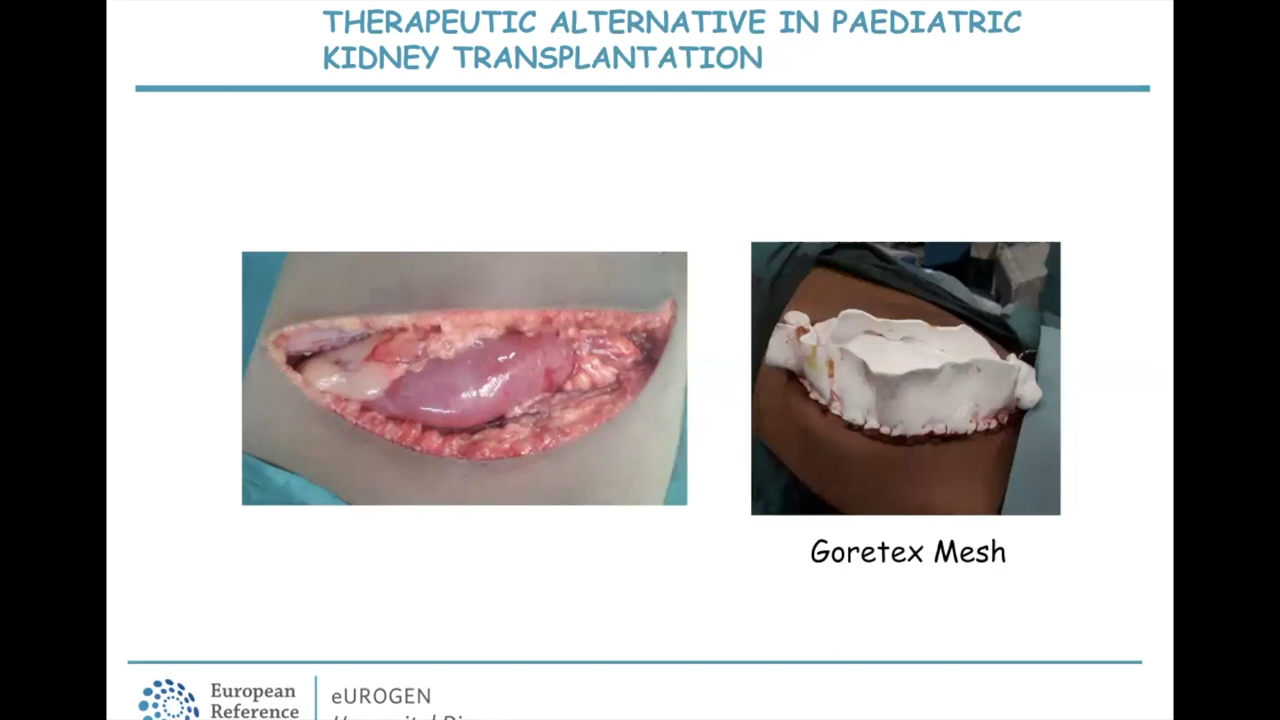 THERAPEUTIC ALTERNATIVE IN PAEDIATRIC
KIDNEY TRANSPLANTATION
Goretex Mesh
European
Reference
eUROGEN